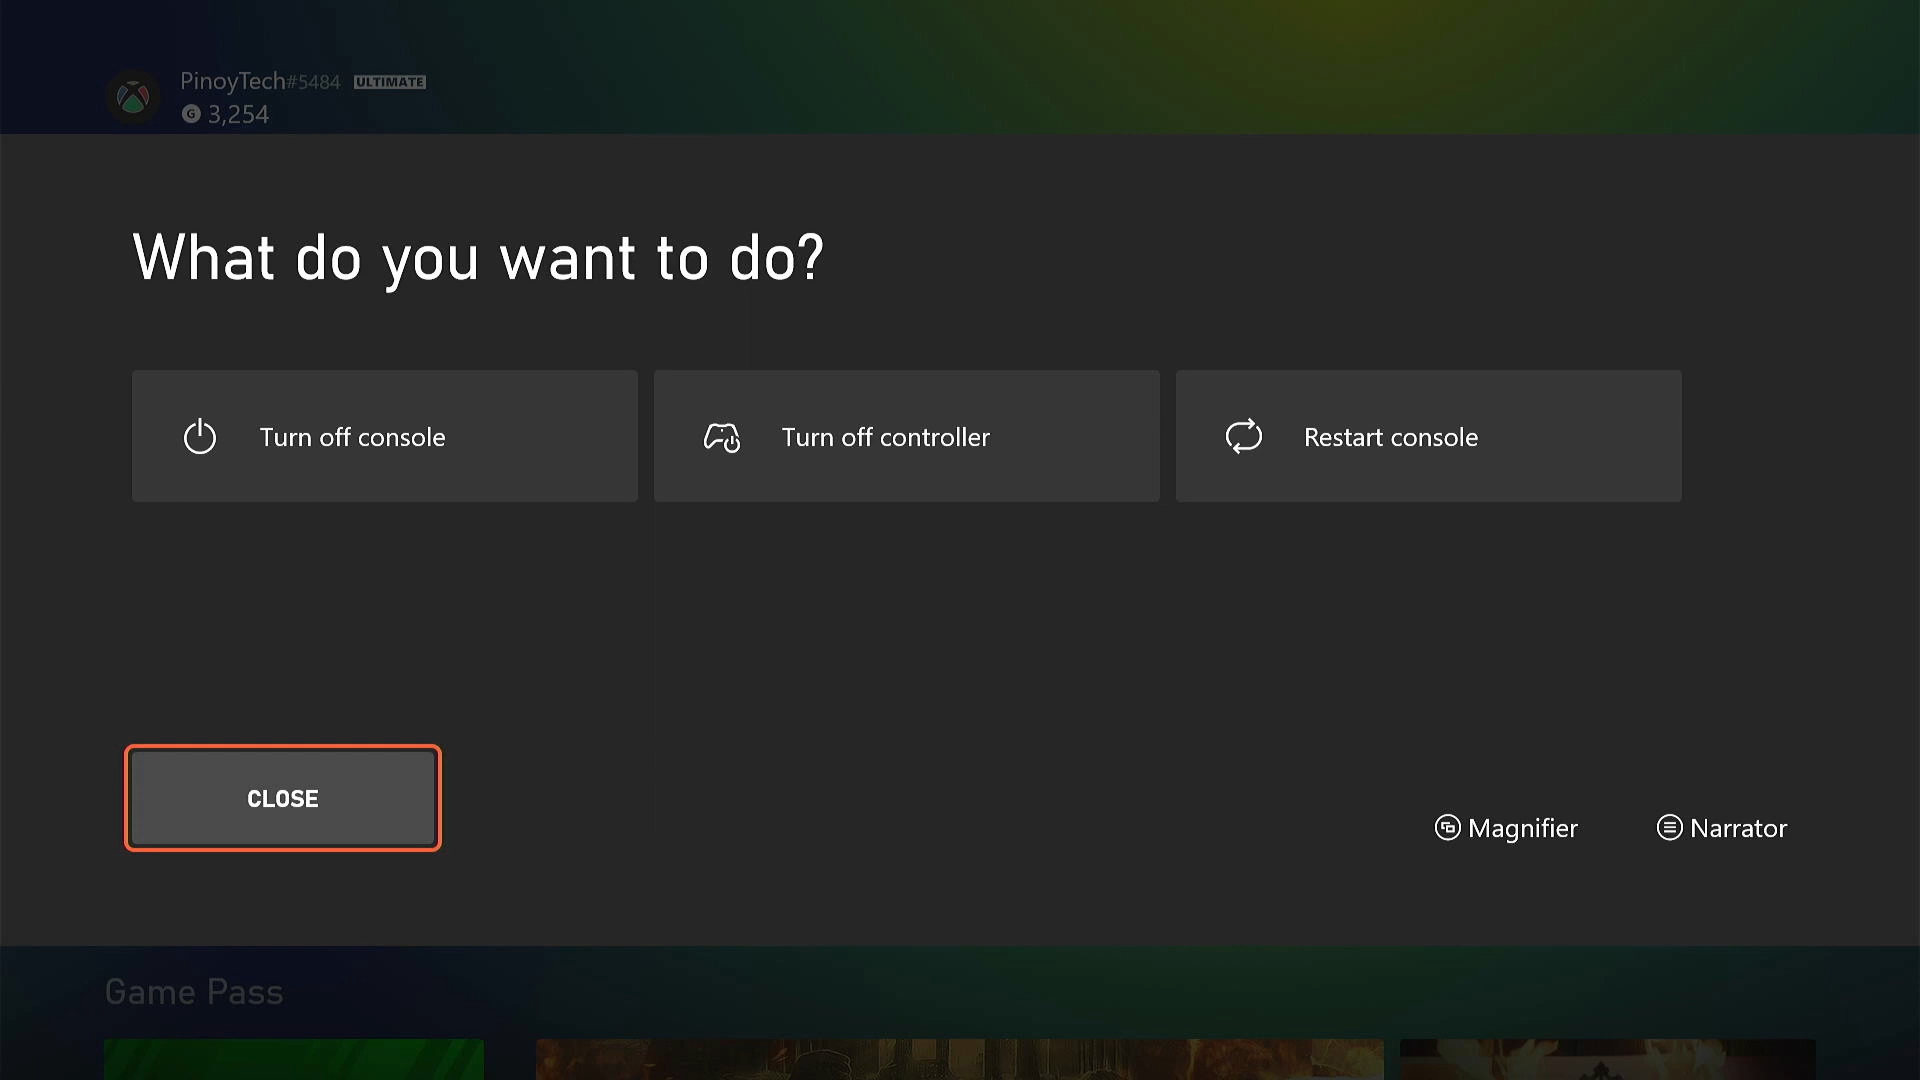 PinoyTech#5484 ULTIMATE
G 3,254
What do you want to do?
Turn off console
Turn off controller
Restart console
CLOSE
Magnifier
Narrator
Game Pass